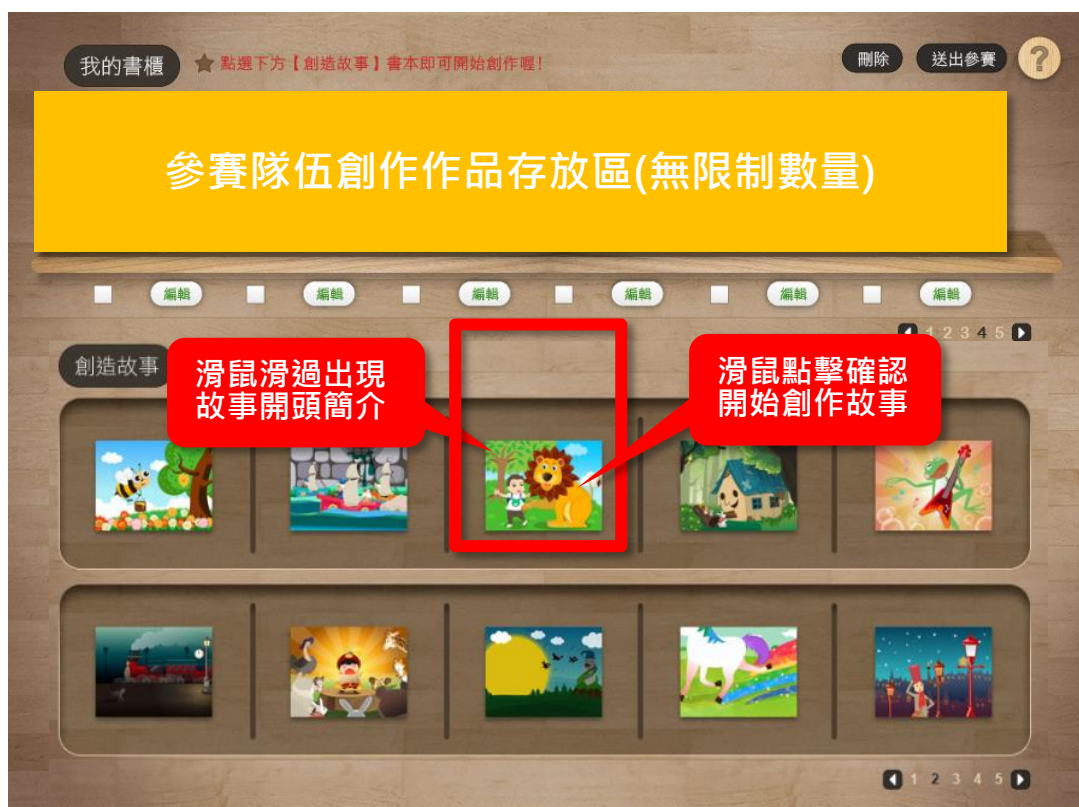 我的書櫃
點選下方【創造故事】書本即可開始創作喔!
刪除
送出參賽
?
參賽隊伍創作作品存放區(無限制數量)
編輯 編輯 編輯 編輯 編輯 編輯
1 2 3 4 5
創造故事
滑鼠滑過出現
故事開頭簡介
滑鼠點擊確認
開始創作故事
1 2 3 4 5